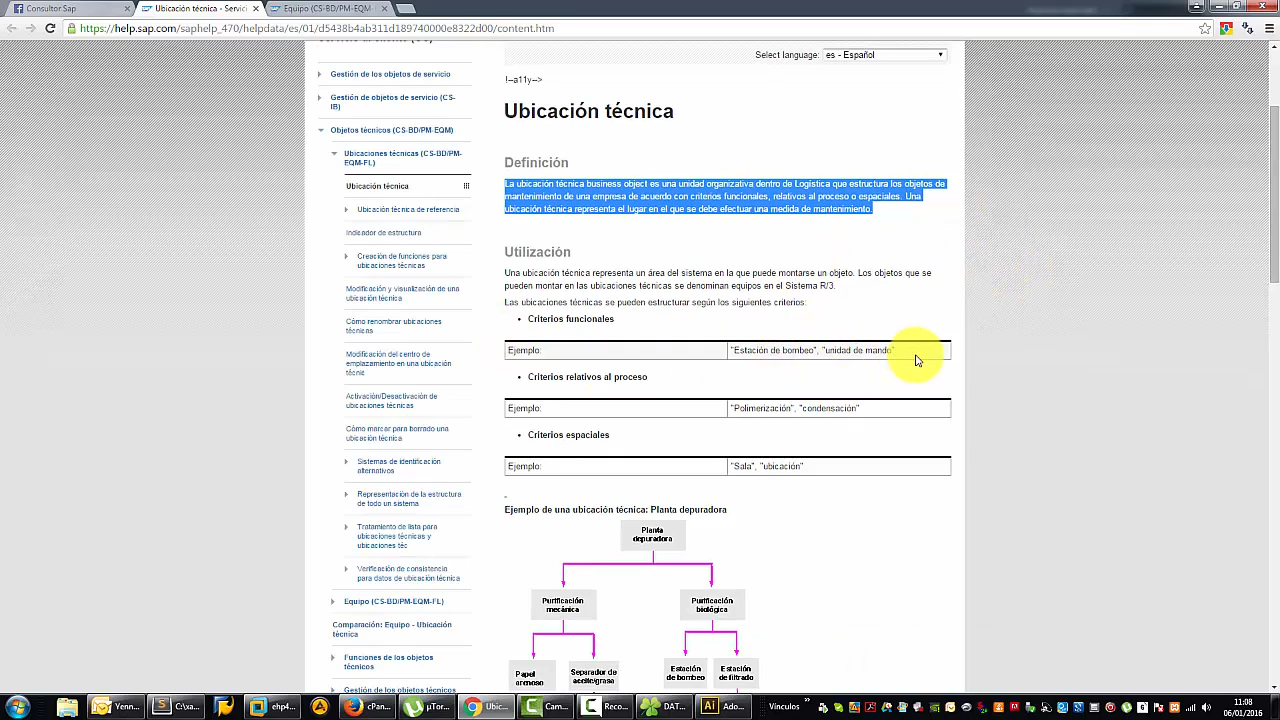 Consultor Sap
Ubicación técnica - Servici
Equipo (CS-BD/PM-EQM-
https://help.sap.com/saphelp_470/helpdata/es/01/d5438b4ab311d189740000e8322d00/content.htm
Select language: es - Español
Gestión de los objetos de servicio
Gestión de objetos de servicio (CS-
IB)
Objetos técnicos (CS-BD/PM-EQM)
Ubicaciones técnicas (CS-BD/PM-
EQM-FL)
Ubicación técnica
Ubicación técnica de referencia
Indicador de estructura
Creación de funciones para
ubicaciones técnicas
Modificación y visualización de una
ubicación técnica
Cómo renombrar ubicaciones
técnicas
Modificación del centro de
emplazamiento en una ubicación
técnic
Activación/Desactivación de
ubicaciones técnicas
Cómo marcar para borrado una
ubicación técnica
Sistemas de identificación
alternativos
Representación de la estructura
de todo un sistema
Tratamiento de lista para
ubicaciones técnicas y
ubicaciones téc
Verificación de consistencia
para datos de ubicación técnica
Equipo (CS-BD/PM-EQM-FL)
Comparación: Equipo - Ubicación
técnica
Funciones de los objetos
técnicos
Gestión de los objetos técnicos
!--a11y-->
Ubicación técnica
Definición
La ubicación técnica business object es una unidad organizativa dentro de Logística que estructura los objetos de
mantenimiento de una empresa de acuerdo con criterios funcionales, relativos al proceso o espaciales. Una
ubicación técnica representa el lugar en el que se debe efectuar una medida de mantenimiento.
Utilización
Una ubicación técnica representa un área del sistema en la que puede montarse un objeto. Los objetos que se
pueden montar en las ubicaciones técnicas se denominan equipos en el Sistema R/3.
Las ubicaciones técnicas se pueden estructurar según los siguientes criterios:
• Criterios funcionales
Ejemplo: "Estación de bombeo", "unidad de mando"
• Criterios relativos al proceso
Ejemplo: "Polimerización", "condensación"
• Criterios espaciales
Ejemplo: "Sala", "ubicación"
Ejemplo de una ubicación técnica: Planta depuradora
Planta
depuradora
Purificación
mecánica
Purificación
biológica
Papel
arenoso
Separador de
aceite/grasa
Estación
de bombeo
Estación
de filtrado
Yenn...
C:\xa...
ehp4...
cPan...
µTor...
Ubic...
Cam...
Reco...
DAT...
Ado...
Vínculos
11:08
06/01/2016